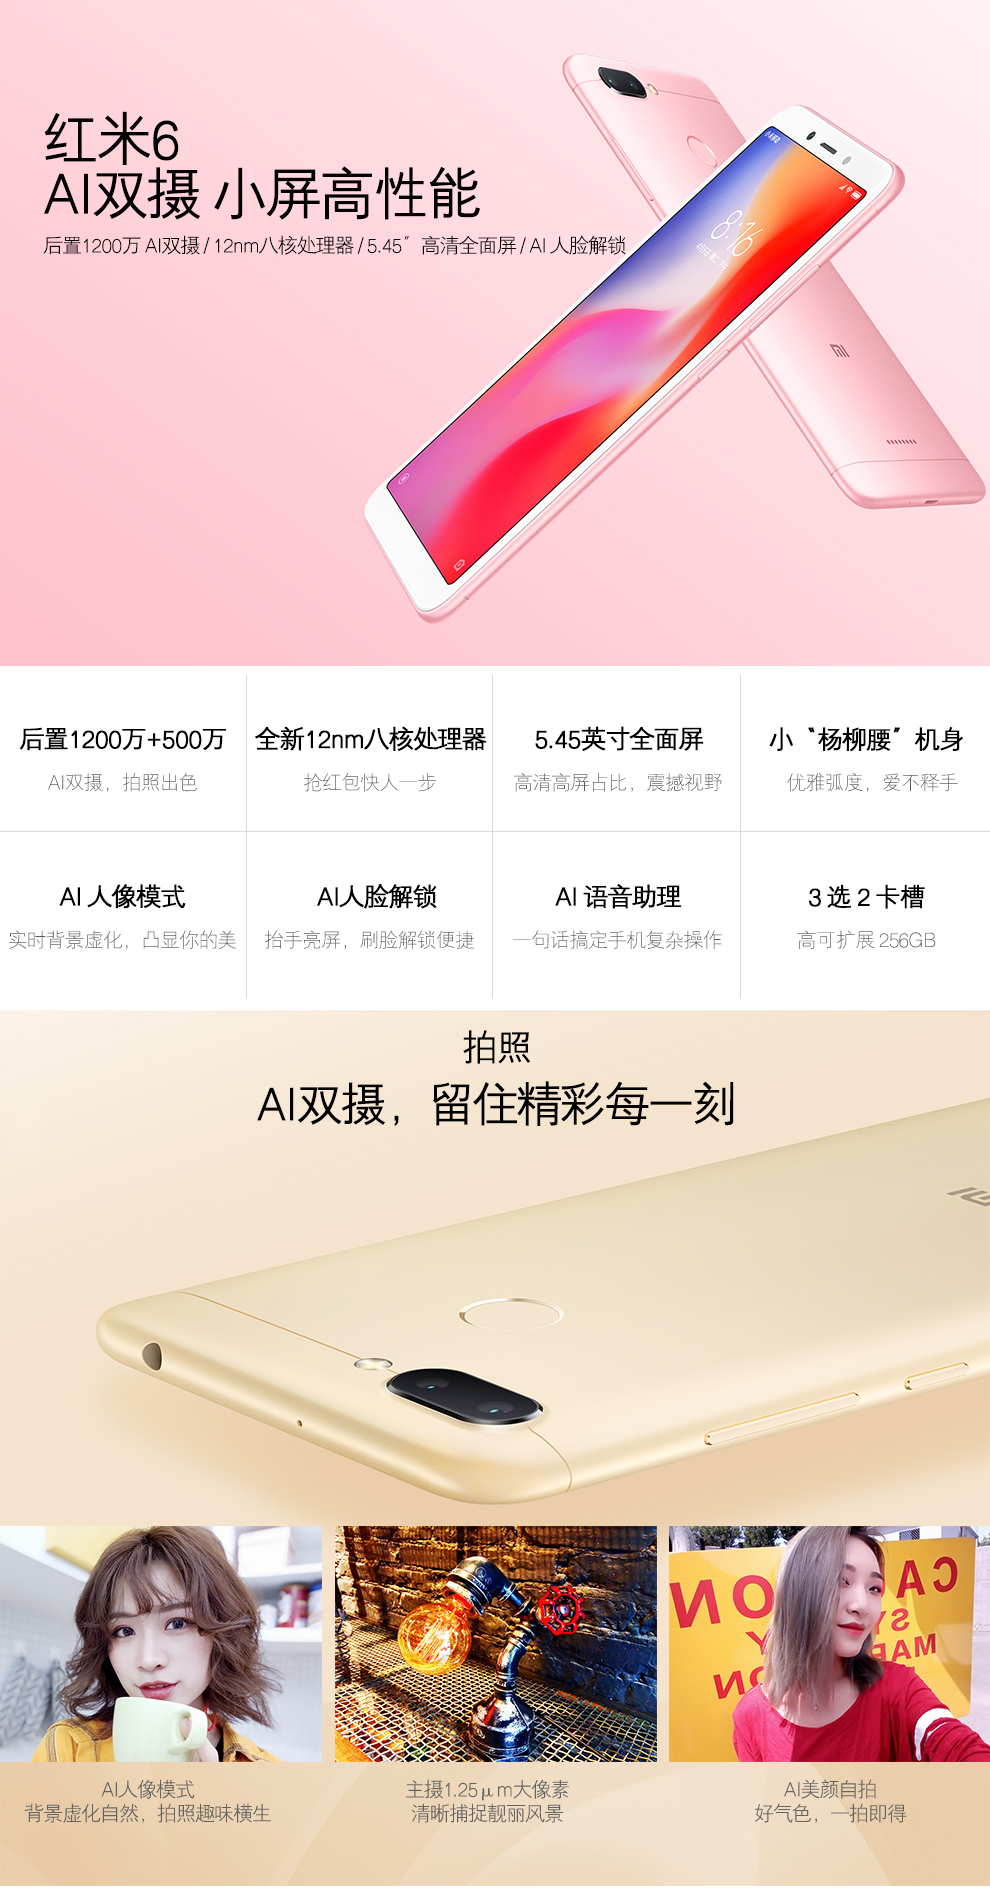 红米6
AI双摄 小屏高性能
后置1200万 AI双摄 / 12nm八核处理器 / 5.45″ 高清全面屏 / AI 人脸解锁
8:16
MI
后置1200万+500万
AI双摄，拍照出色
全新12nm八核处理器
抢红包快人一步
5.45英寸全面屏
高清高屏占比，震撼视野
小〝杨柳腰〞机身
优雅弧度，爱不释手
AI 人像模式
实时背景虚化，凸显你的美
AI人脸解锁
抬手亮屏，刷脸解锁便捷
AI 语音助理
一句话搞定手机复杂操作
3 选 2 卡槽
高可扩展 256GB
拍照
AI双摄，留住精彩每一刻
AI人像模式
背景虚化自然，拍照趣味横生
主摄1.25μm大像素
清晰捕捉靓丽风景
AI美颜自拍
好气色，一拍即得